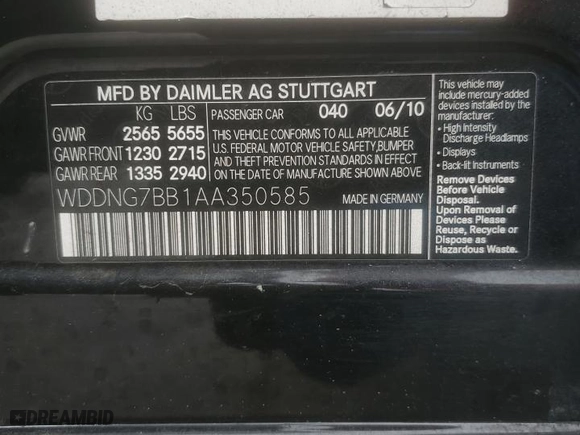 MFD BY DAIMLER AG STUTTGART
KG LBS
GVWR 2565 5655
GAWR FRONT 1230 2715
GAWR REAR 1335 2940
PASSENGER CAR 040 06/10
THIS VEHICLE CONFORMS TO ALL APPLICABLE
U.S. FEDERAL MOTOR VEHICLE SAFETY, BUMPER
AND THEFT PREVENTION STANDARDS IN EFFECT
ON THE DATE OF MANUFACTURE SHOWN ABOVE
WDDNG7BB1AA350585 MADE IN GERMANY
This vehicle may
include mercury-added
devices installed by the
manufacturer:
• High Intensity
Discharge Headlamps
• Displays
• Back-lit Instruments
Remove Devices
Before Vehicle
Disposal.
Upon Removal of
Devices Please
Reuse, Recycle or
Dispose as
Hazardous Waste.
DREAMBID